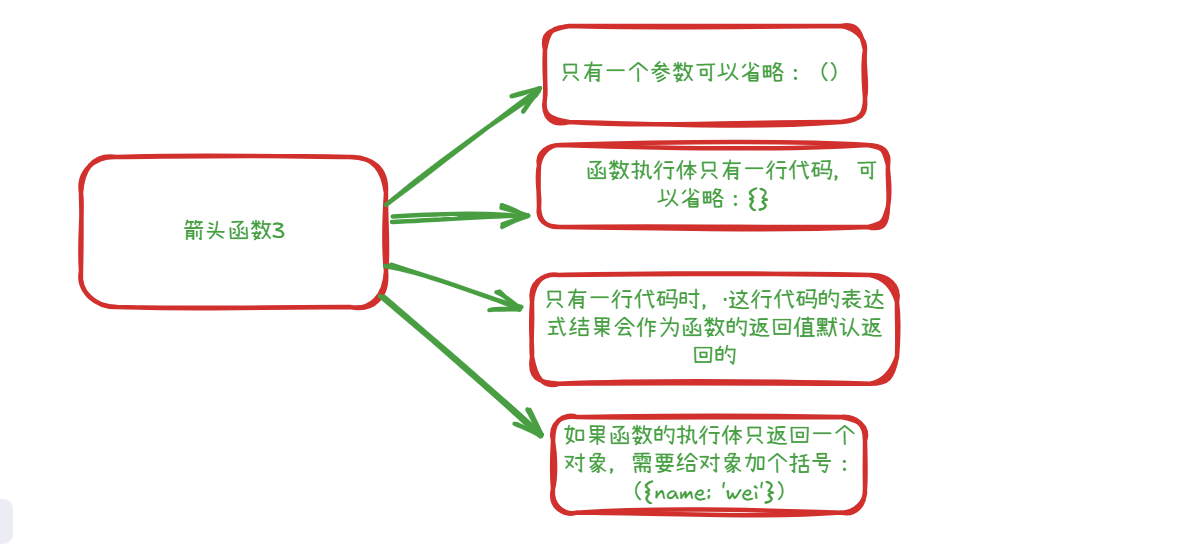 箭头函数3
只有一个参数可以省略：（）
函数执行体只有一行代码，可
以省略：{}
只有一行代码时，·这行代码的表达
式结果会作为函数的返回值默认返
回的
如果函数的执行体只返回一个
对象，需要给对象加个括号：
（{name: 'wei'}）